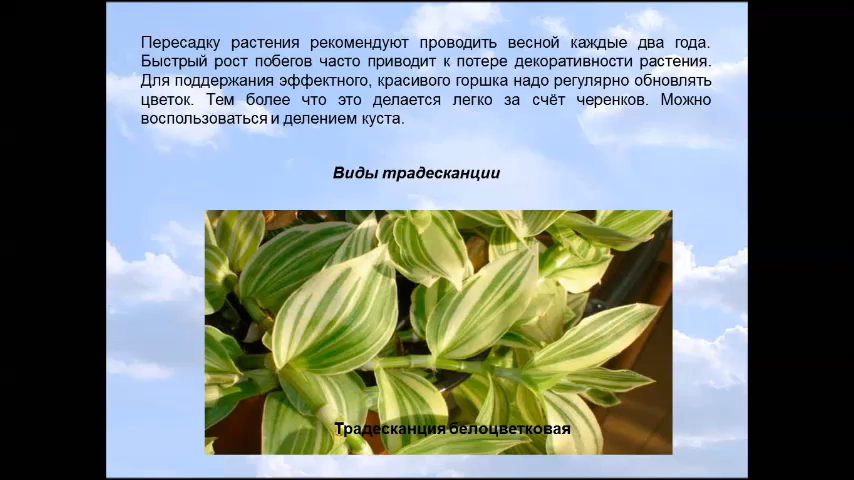 Пересадку растения рекомендуют проводить весной каждые два года.
Быстрый рост побегов часто приводит к потере декоративности растения.
Для поддержания эффектного, красивого горшка надо регулярно обновлять
цветок. Тем более что это делается легко за счёт черенков. Можно
воспользоваться и делением куста.
Виды традесканции
Традесканция белоцветковая